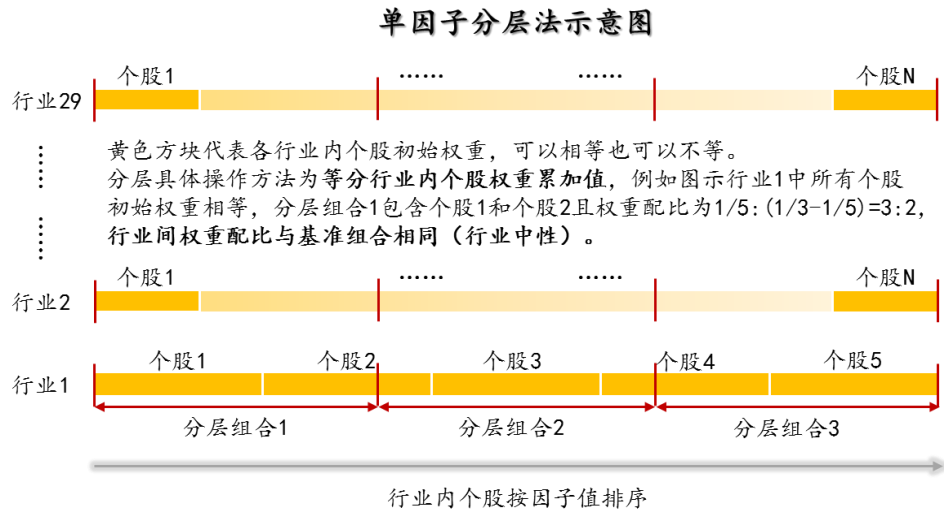 单因子分层法示意图
个股1 …… …… 个股N
行业29
黄色方块代表各行业内个股初始权重，可以相等也可以不等。
分层具体操作方法为等分行业内个股权重累加值，例如图示行业1中所有个股
初始权重相等，分层组合1包含个股1和个股2且权重配比为1/5:(1/3-1/5)=3:2，
行业间权重配比与基准组合相同（行业中性）。
……
……
个股1 …… …… 个股N
行业2
个股1 个股2 个股3 个股4 个股5
行业1
分层组合1 分层组合2 分层组合3
行业内个股按因子值排序